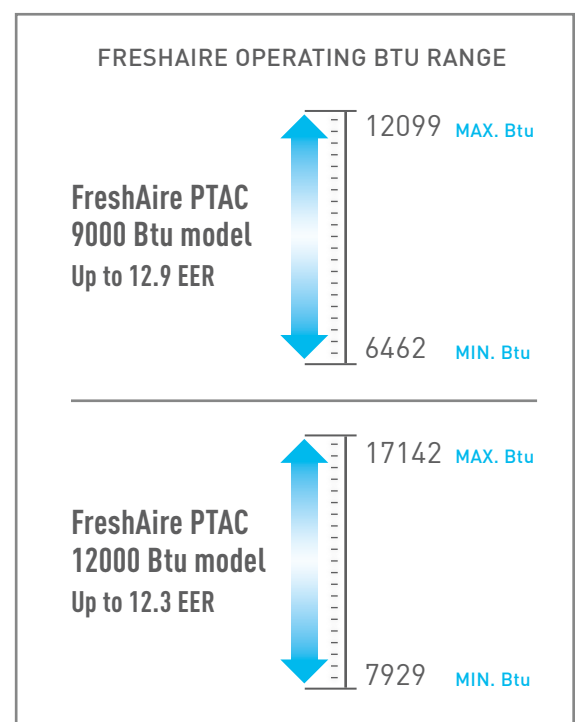 FRESHAIRE OPERATING BTU RANGE
12099 MAX. Btu
FreshAire PTAC
9000 Btu model
Up to 12.9 EER
6462 MIN. Btu
17142 MAX. Btu
FreshAire PTAC
12000 Btu model
Up to 12.3 EER
7929 MIN. Btu